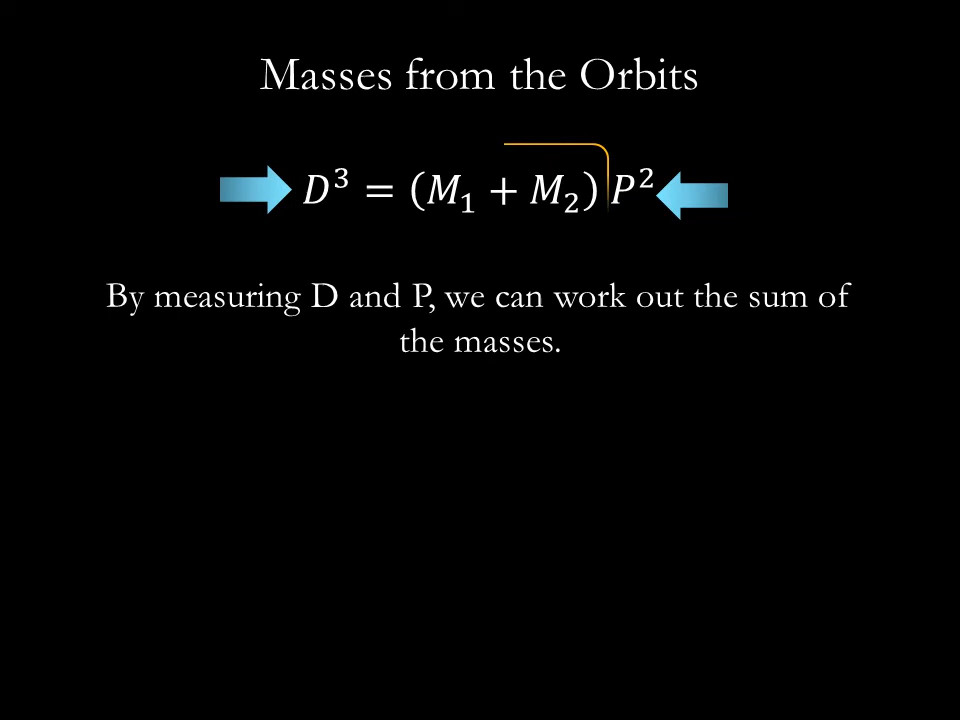 Masses from the Orbits
𝐷³ = (𝑀₁ + 𝑀₂) 𝑃²
By measuring D and P, we can work out the sum of
the masses.